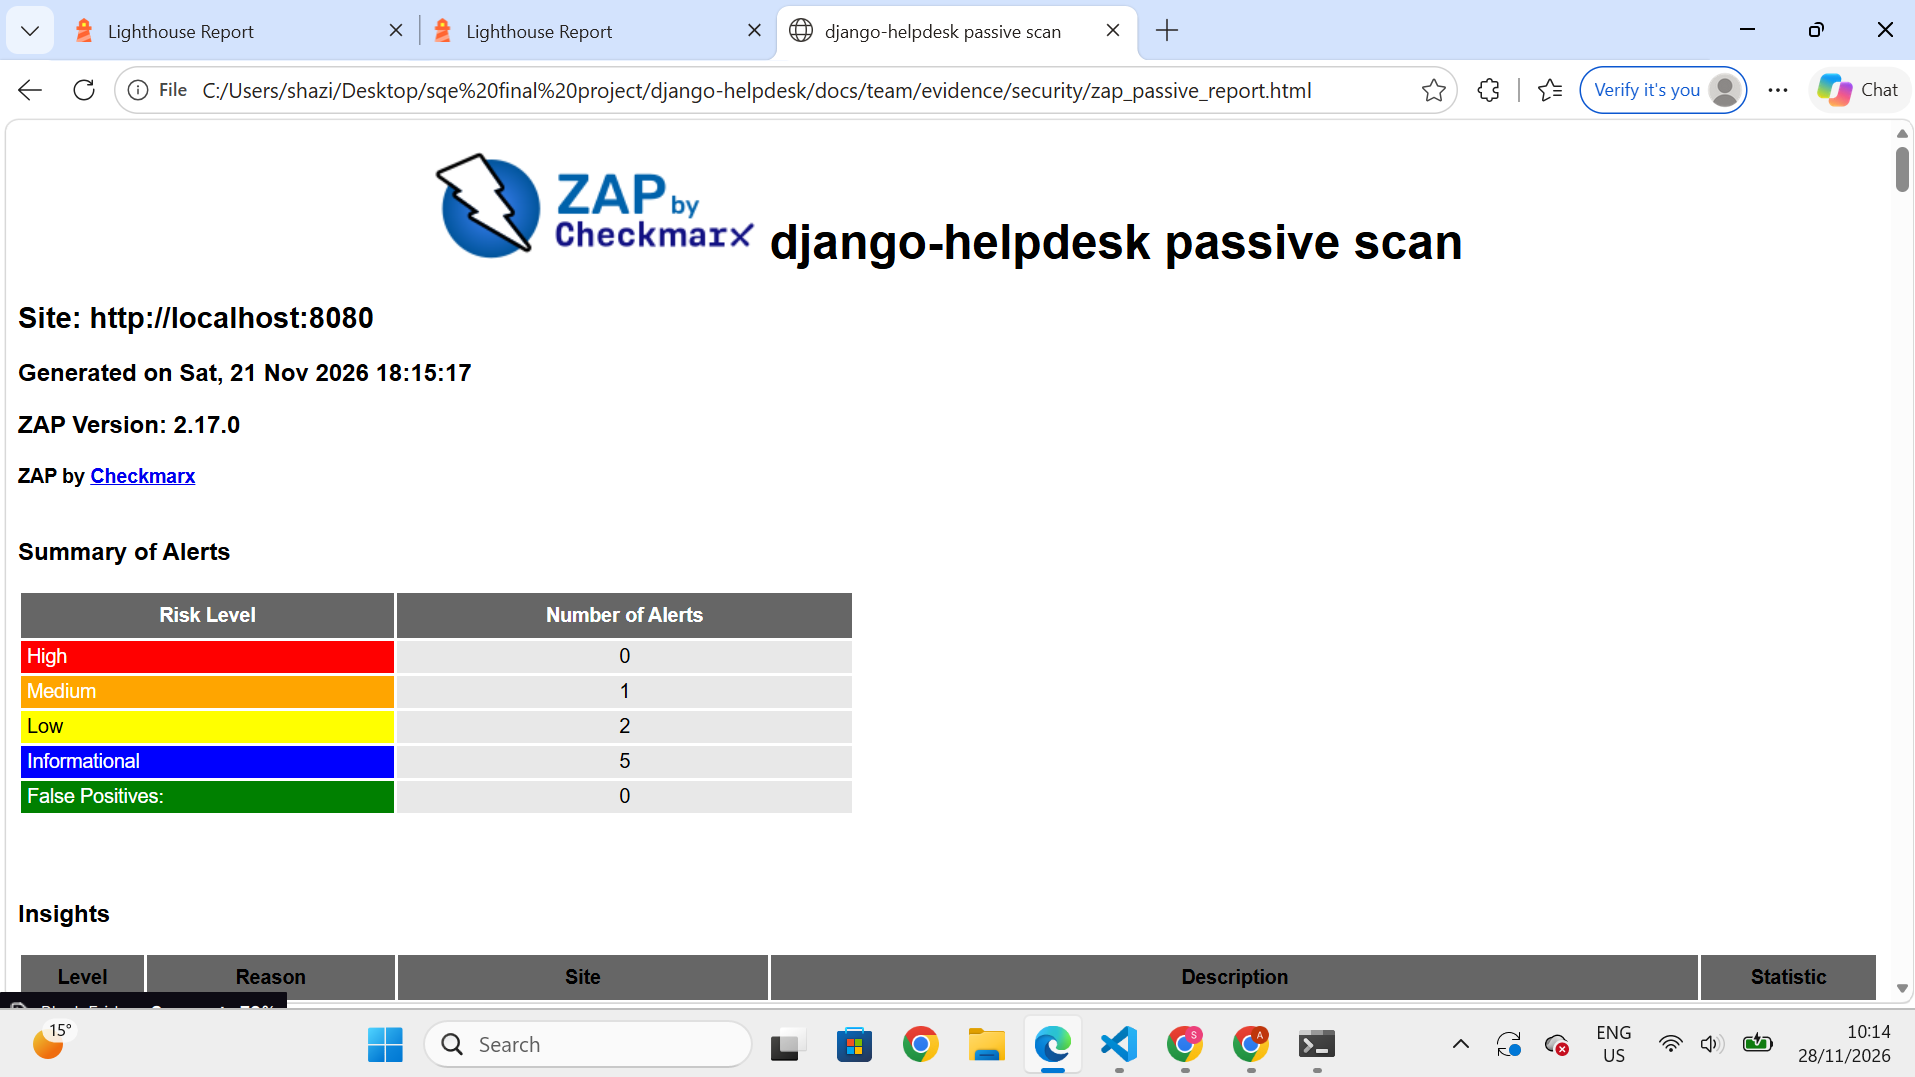 Lighthouse Report
Lighthouse Report
django-helpdesk passive scan
File C:/Users/shazi/Desktop/sqe%20final%20project/django-helpdesk/docs/team/evidence/security/zap_passive_report.html
Verify it's you
Chat
ZAP by
Checkmarx
django-helpdesk passive scan
Site: http://localhost:8080
Generated on Sat, 21 Nov 2026 18:15:17
ZAP Version: 2.17.0
ZAP by Checkmarx
Summary of Alerts
Risk Level Number of Alerts
High 0
Medium 1
Low 2
Informational 5
False Positives: 0
Insights
Level Reason Site Description Statistic
15°
Search
S
A
ENG
US
10:14
28/11/2026